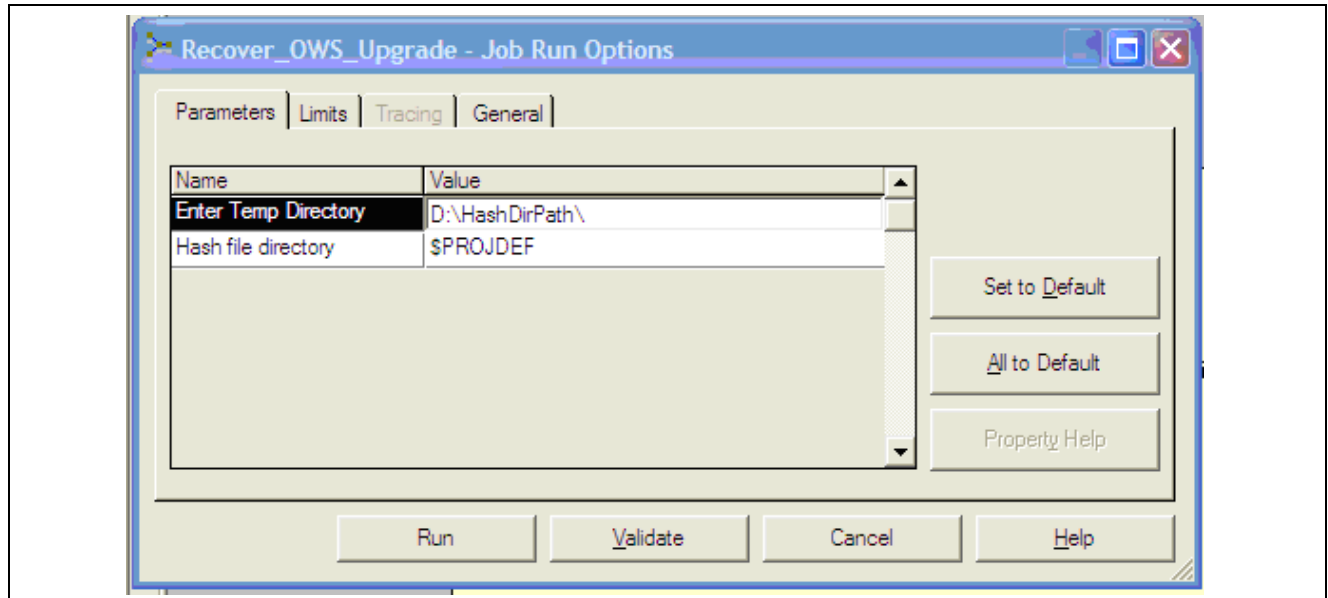 Recover_OWS_Upgrade - Job Run Options
Parameters Limits Tracing General
Name Value
Enter Temp Directory D:\HashDirPath\
Hash file directory $PROJDEF
Set to Default
All to Default
Property Help
Run Validate Cancel Help